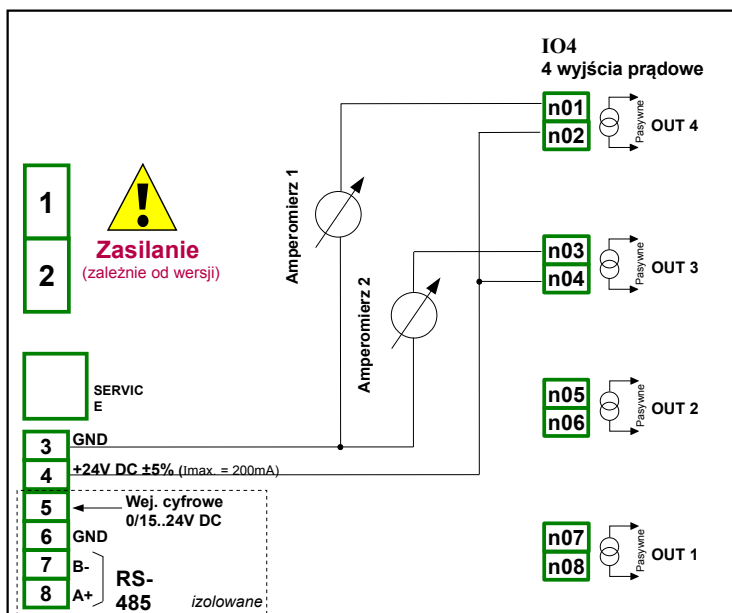 IO4
4 wyjścia prądowe
n01
n02
Pasywne
OUT 4
Amperomierz 1
1
2
!
Zasilanie
(zależnie od wersji)
n03
n04
Pasywne
OUT 3
Amperomierz 2
SERVIC
E
n05
n06
Pasywne
OUT 2
3 GND
4 +24V DC ±5% (Imax. = 200mA)
5 Wej. cyfrowe
0/15..24V DC
6 GND
7 B-
8 A+
RS-
485
izolowane
n07
n08
Pasywne
OUT 1